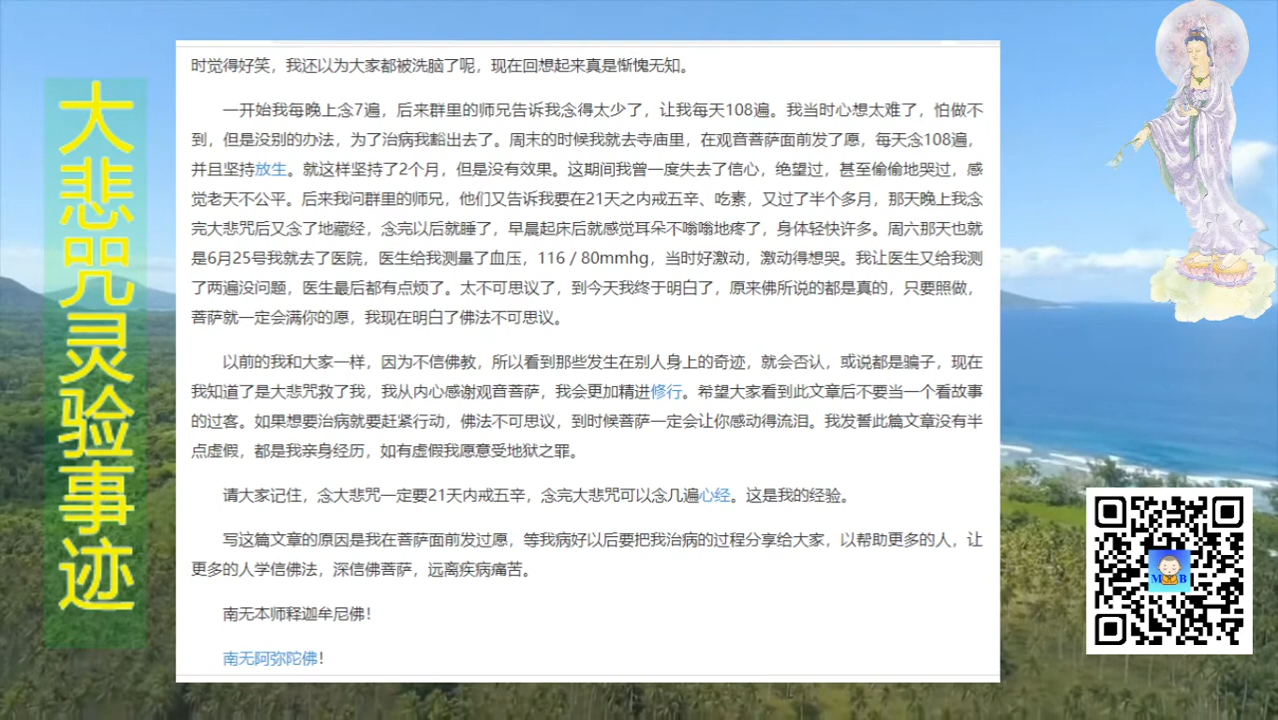 大悲咒灵验事迹
时觉得好笑，我还以为大家都被洗脑了呢，现在回想起来真是惭愧无知。
一开始我每晚上念7遍，后来群里的师兄告诉我念得太少了，让我每天108遍。我当时心想太难了，怕做不
到，但是没别的办法，为了治病我豁出去了。周末的时候我就去寺庙里，在观音菩萨面前发了愿，每天念108遍，
并且坚持放生。就这样坚持了2个月，但是没有效果。这期间我曾一度失去了信心，绝望过，甚至偷偷地哭过，感
觉老天不公平。后来我问群里的师兄，他们又告诉我要在21天之内戒五辛、吃素，又过了半个多月，那天晚上我念
完大悲咒后又念了地藏经，念完以后就睡了，早晨起床后就感觉耳朵不嗡嗡地疼了，身体轻快许多。周六那天也就
是6月25号我就去了医院，医生给我测量了血压，116 / 80mmhg，当时好激动，激动得想哭。我让医生又给我测
了两遍没问题，医生最后都有点烦了。太不可思议了，到今天我终于明白了，原来佛所说的都是真的，只要照做，
菩萨就一定会满你的愿，我现在明白了佛法不可思议。
以前的我和大家一样，因为不信佛教，所以看到那些发生在别人身上的奇迹，就会否认，或说都是骗子，现在
我知道了是大悲咒救了我，我从内心感谢观音菩萨，我会更加精进修行。希望大家看到此文章后不要当一个看故事
的过客。如果想要治病就要赶紧行动，佛法不可思议，到时候菩萨一定会让你感动得流泪。我发誓此篇文章没有半
点虚假，都是我亲身经历，如有虚假我愿意受地狱之罪。
请大家记住，念大悲咒一定要21天内戒五辛，念完大悲咒可以念几遍心经。这是我的经验。
写这篇文章的原因是我在菩萨面前发过愿，等我病好以后要把我治病的过程分享给大家，以帮助更多的人，让
更多的人学信佛法，深信佛菩萨，远离疾病痛苦。
南无本师释迦牟尼佛！
南无阿弥陀佛！
M B